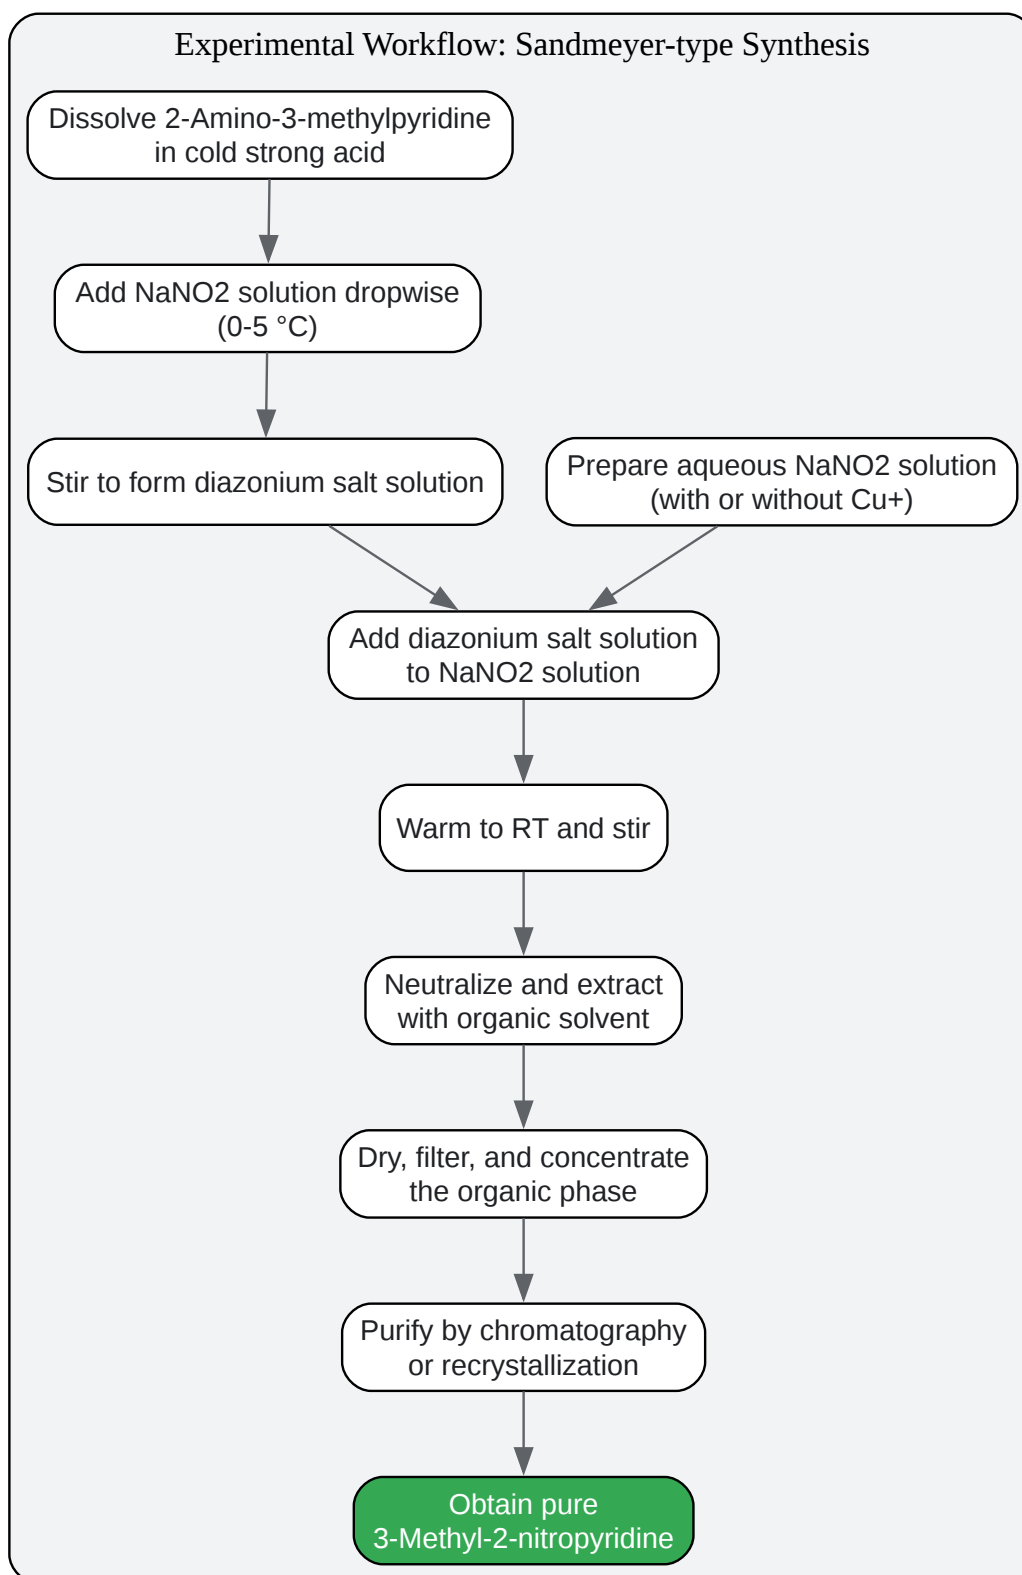 Experimental Workflow: Sandmeyer-type Synthesis
Dissolve 2-Amino-3-methylpyridine
in cold strong acid
Add NaNO2 solution dropwise
(0-5 °C)
Stir to form diazonium salt solution
Prepare aqueous NaNO2 solution
(with or without Cu+)
Add diazonium salt solution
to NaNO2 solution
Warm to RT and stir
Neutralize and extract
with organic solvent
Dry, filter, and concentrate
the organic phase
Purify by chromatography
or recrystallization
Obtain pure
3-Methyl-2-nitropyridine